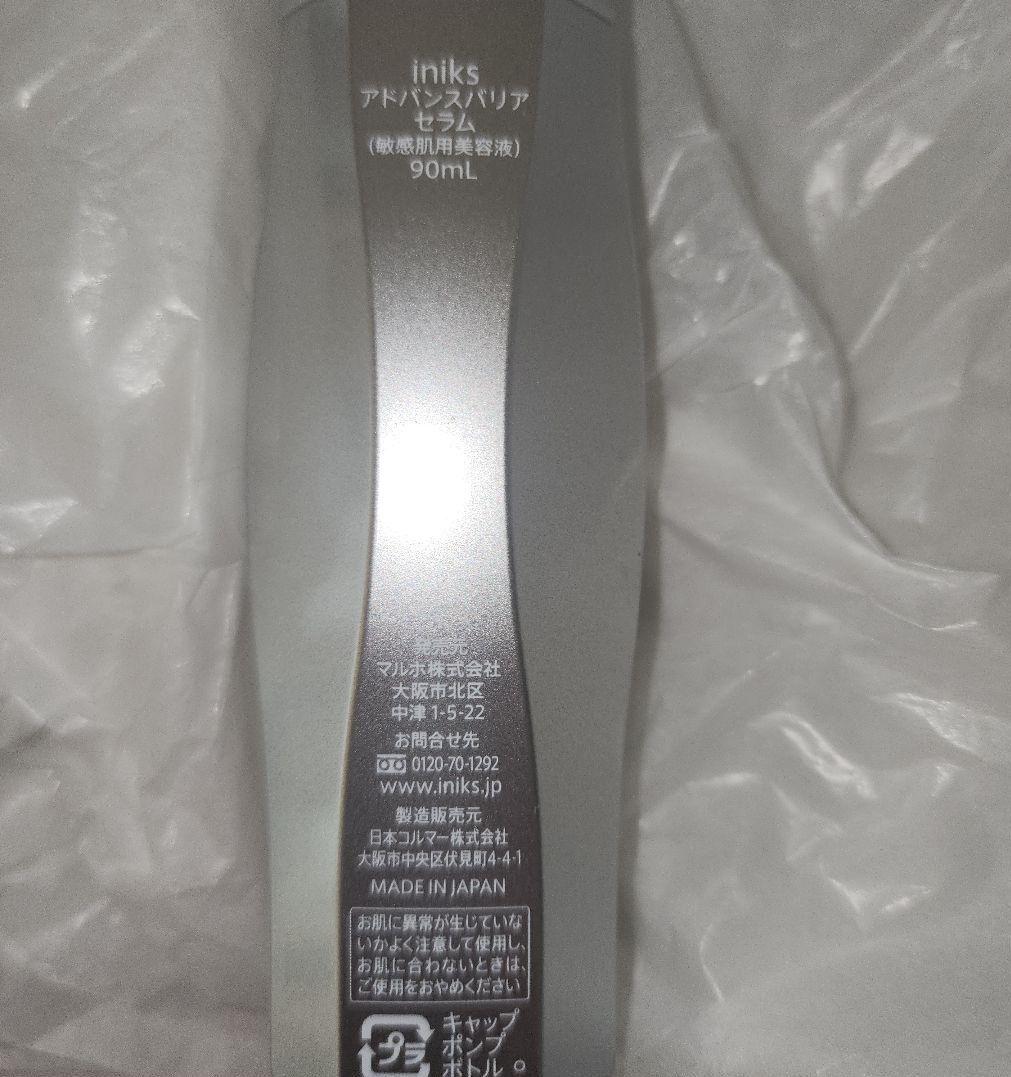 iniks
アドバンスバリア
セラム
(敏感肌用美容液)
90mL
発売元
マルホ株式会社
大阪市北区
中津1-5-22
お問合せ先
0120-70-1292
www.iniks.jp
製造販売元
日本コルマー株式会社
大阪市中央区伏見町4-4-1
MADE IN JAPAN
お肌に異常が生じていな
いかよく注意して使用し、
お肌に合わないときは、
ご使用をおやめください
プラ
キャップ
ポンプ
ボトル